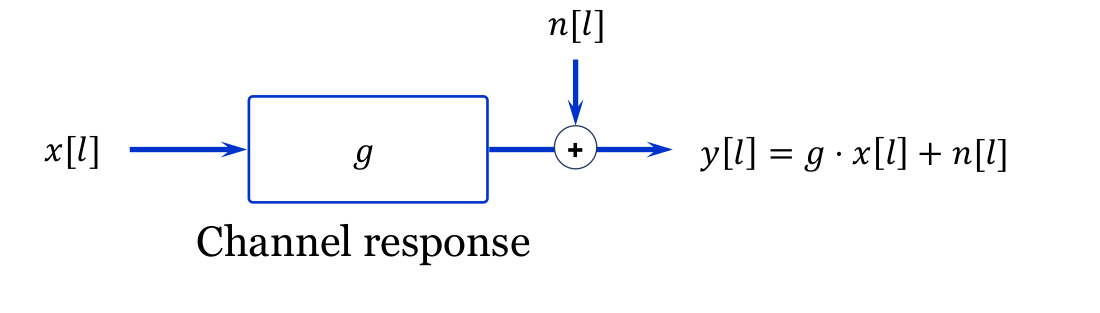 n[l]
x[l]
g
+
y[l] = g · x[l] + n[l]
Channel response